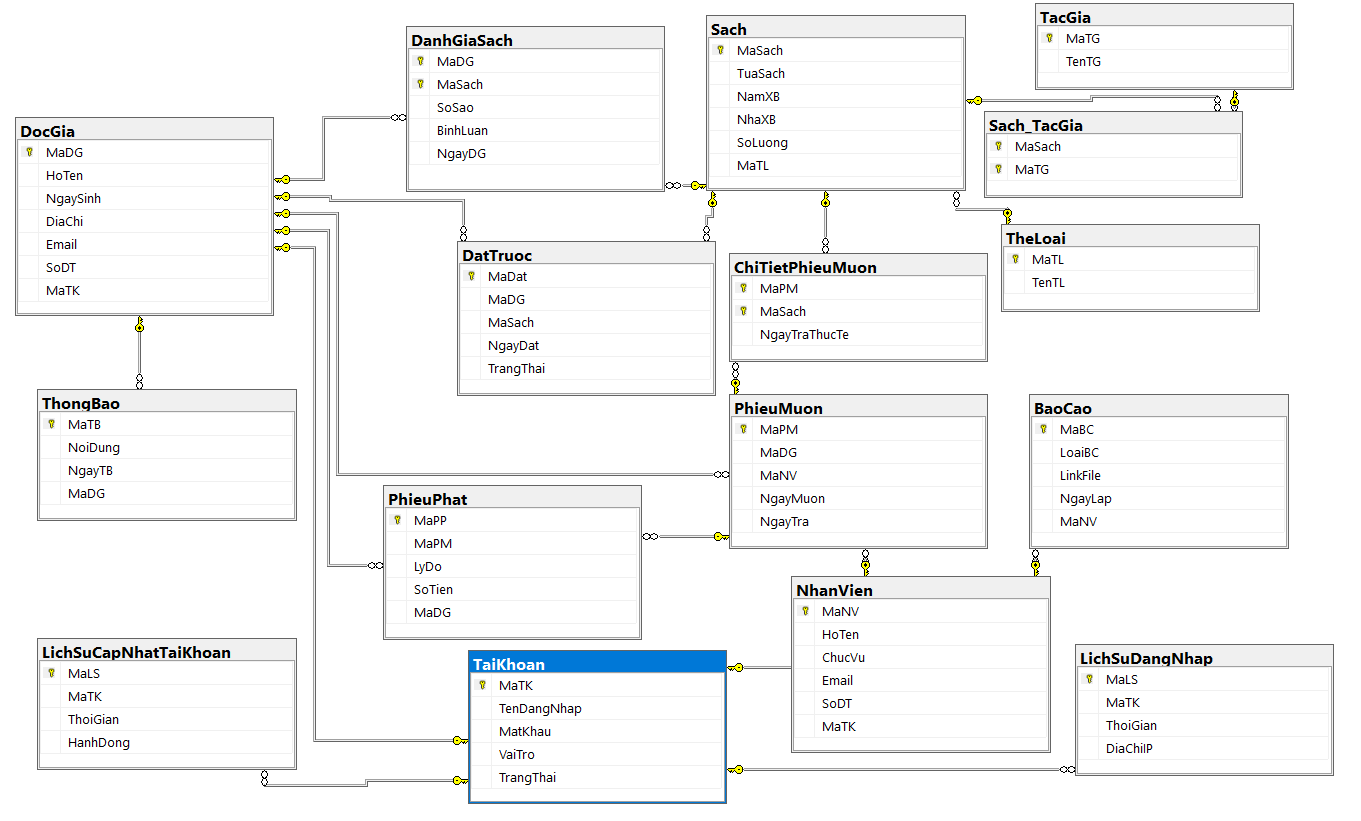 DanhGiaSach
MaDG
MaSach
SoSao
BinhLuan
NgayDG
Sach
MaSach
TuaSach
NamXB
NhaXB
SoLuong
MaTL
TacGia
MaTG
TenTG
Sach_TacGia
MaSach
MaTG
DocGia
MaDG
HoTen
NgaySinh
DiaChi
Email
SoDT
MaTK
DatTruoc
MaDat
MaDG
MaSach
NgayDat
TrangThai
ChiTietPhieuMuon
MaPM
MaSach
NgayTraThucTe
TheLoai
MaTL
TenTL
ThongBao
MaTB
NoiDung
NgayTB
MaDG
PhieuMuon
MaPM
MaDG
MaNV
NgayMuon
NgayTra
BaoCao
MaBC
LoaiBC
LinkFile
NgayLap
MaNV
PhieuPhat
MaPP
MaPM
LyDo
SoTien
MaDG
NhanVien
MaNV
HoTen
ChucVu
Email
SoDT
MaTK
LichSuCapNhatTaiKhoan
MaLS
MaTK
ThoiGian
HanhDong
TaiKhoan
MaTK
TenDangNhap
MatKhau
VaiTro
TrangThai
LichSuDangNhap
MaLS
MaTK
ThoiGian
DiaChiIP